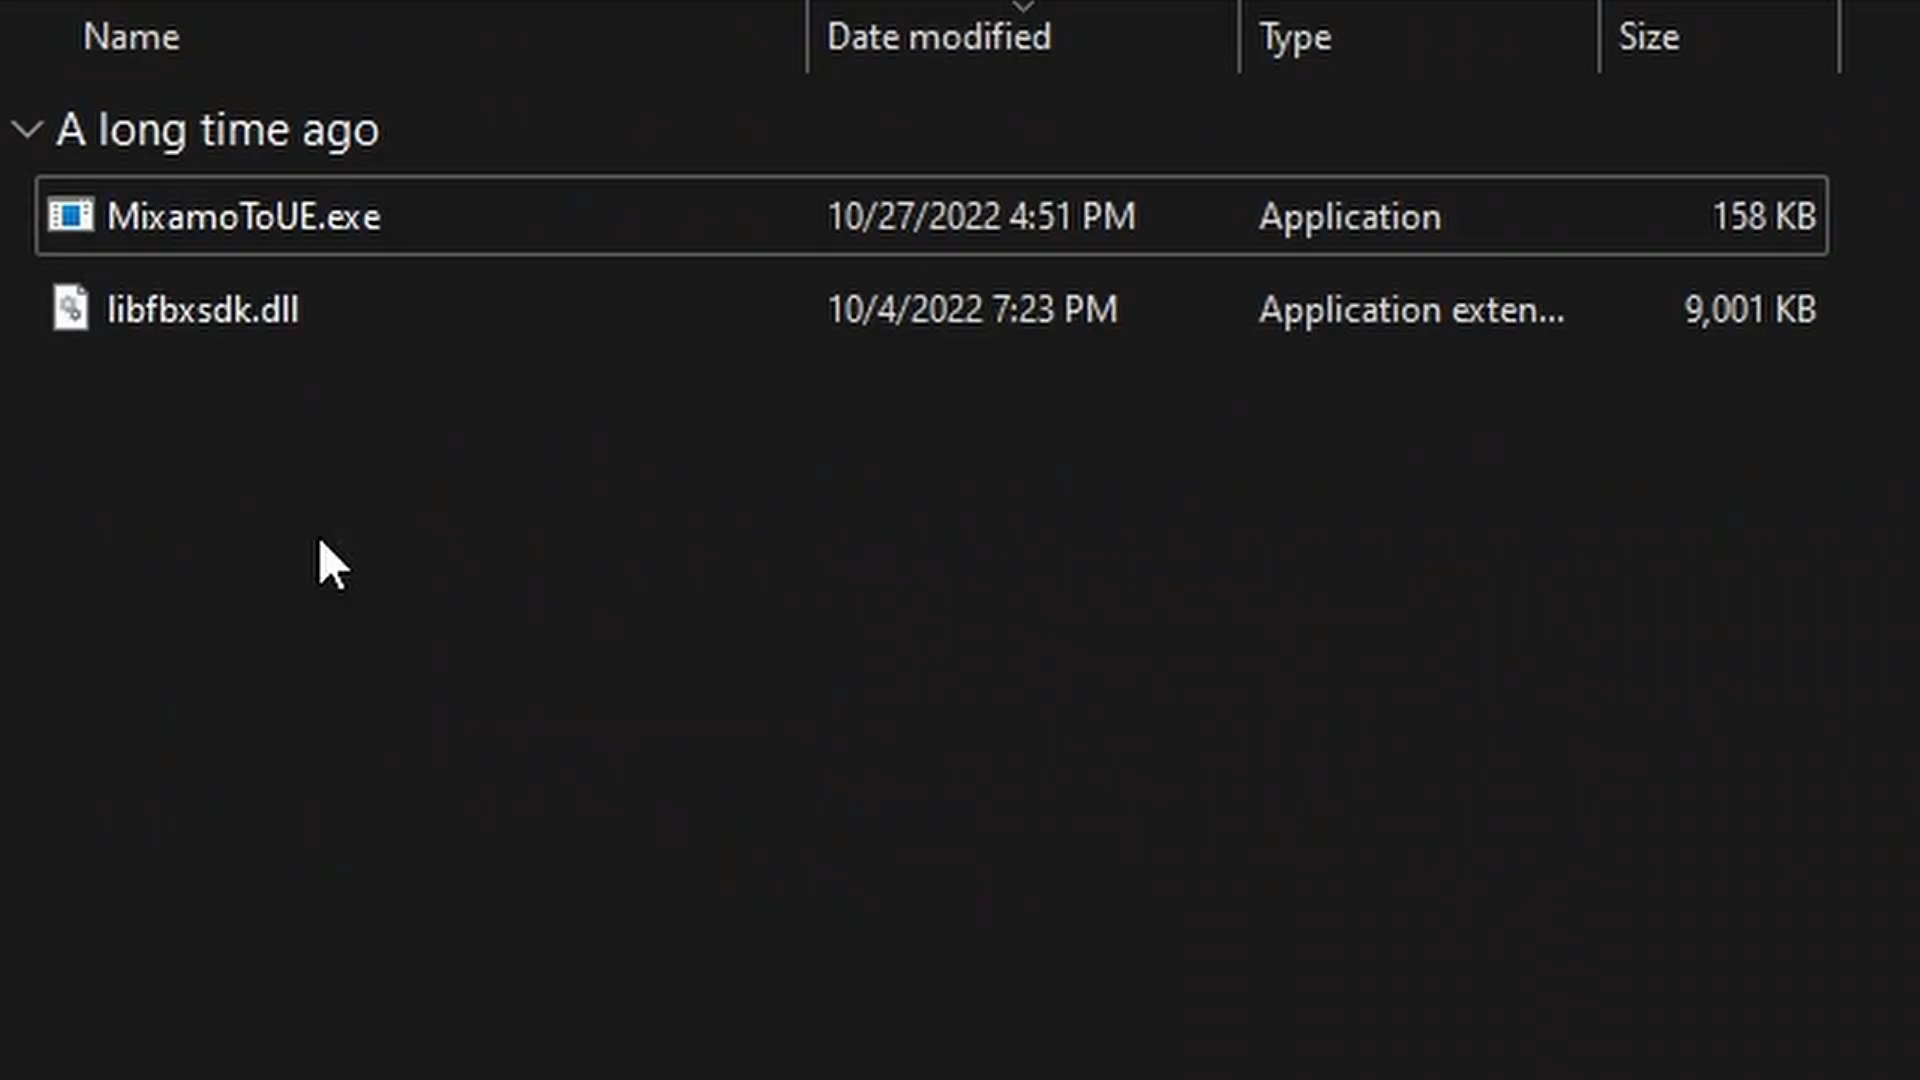 Name Date modified Type Size
A long time ago
MixamoToUE.exe 10/27/2022 4:51 PM Application 158 KB
libfbxsdk.dll 10/4/2022 7:23 PM Application exten... 9,001 KB